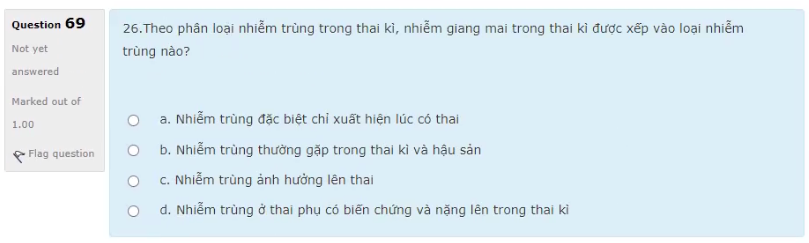 Question 69
Not yet
answered
Marked out of
1.00
Flag question
26.Theo phân loại nhiễm trùng trong thai kì, nhiễm giang mai trong thai kì được xếp vào loại nhiễm
trùng nào?
a. Nhiễm trùng đặc biệt chỉ xuất hiện lúc có thai
b. Nhiễm trùng thường gặp trong thai kì và hậu sản
c. Nhiễm trùng ảnh hưởng lên thai
d. Nhiễm trùng ở thai phụ có biến chứng và nặng lên trong thai kì